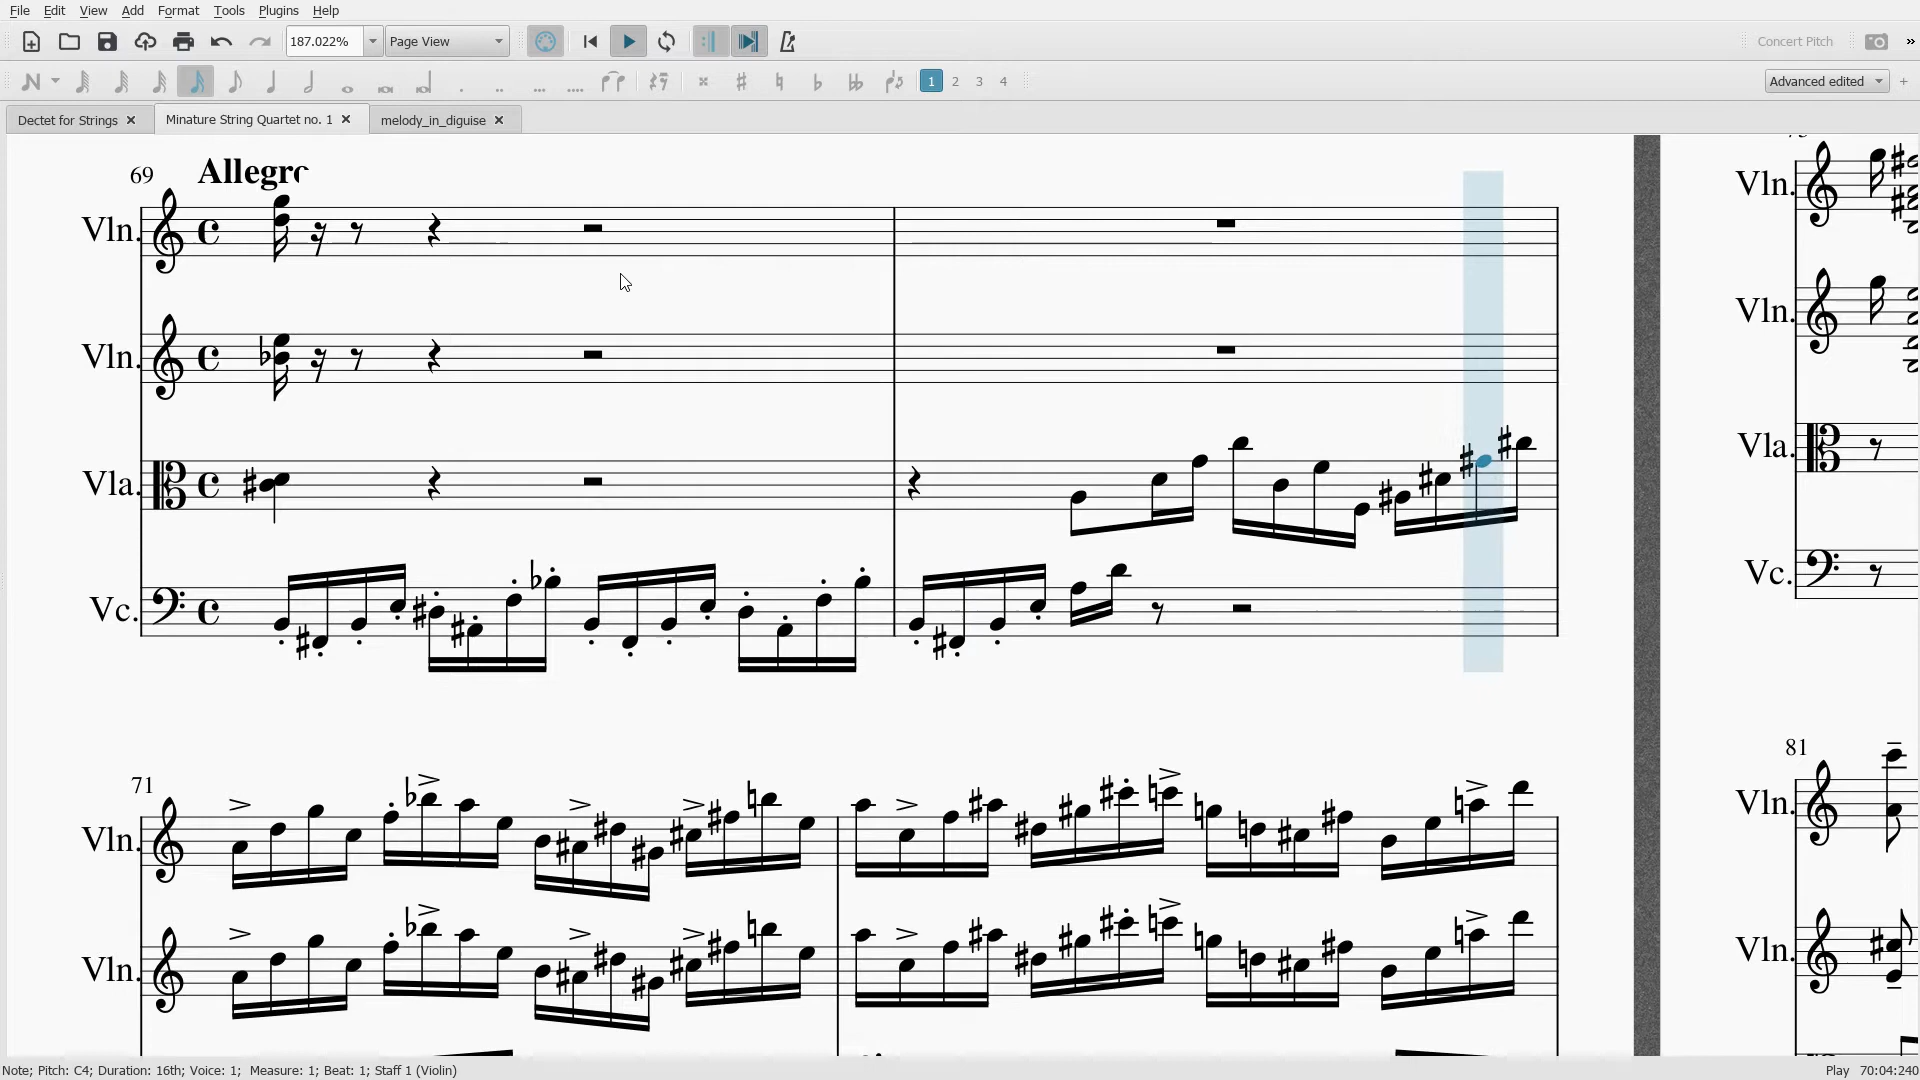 File Edit View Add Format Tools Plugins Help
187.022% Page View Concert Pitch »
1 2 3 4 Advanced edited +
Dectet for Strings Minature String Quartet no. 1 melody_in_diguise
69 Allegro
Vln. Vln.
Vln. Vln.
Vla. Vla.
Vc. Vc.
71 81
Vln. Vln.
Vln. Vln.
Note; Pitch: C4; Duration: 16th; Voice: 1; Measure: 1; Beat: 1; Staff 1 (Violin) Play 70:04:240